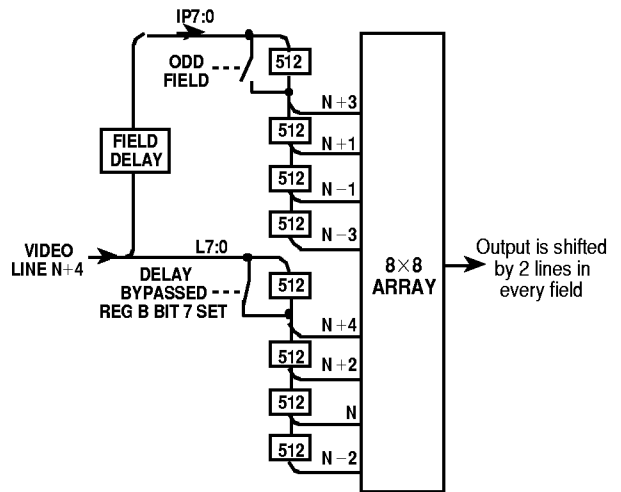 IP7:0
ODD
FIELD
512
N+3
512
N+1
FIELD
DELAY
512
N−1
512
N−3
VIDEO
LINE N+4
L7:0
DELAY
BYPASSED
REG B BIT 7 SET
512
N+4
512
N+2
512
N
512
N−2
8×8
ARRAY
Output is shifted
by 2 lines in
every field